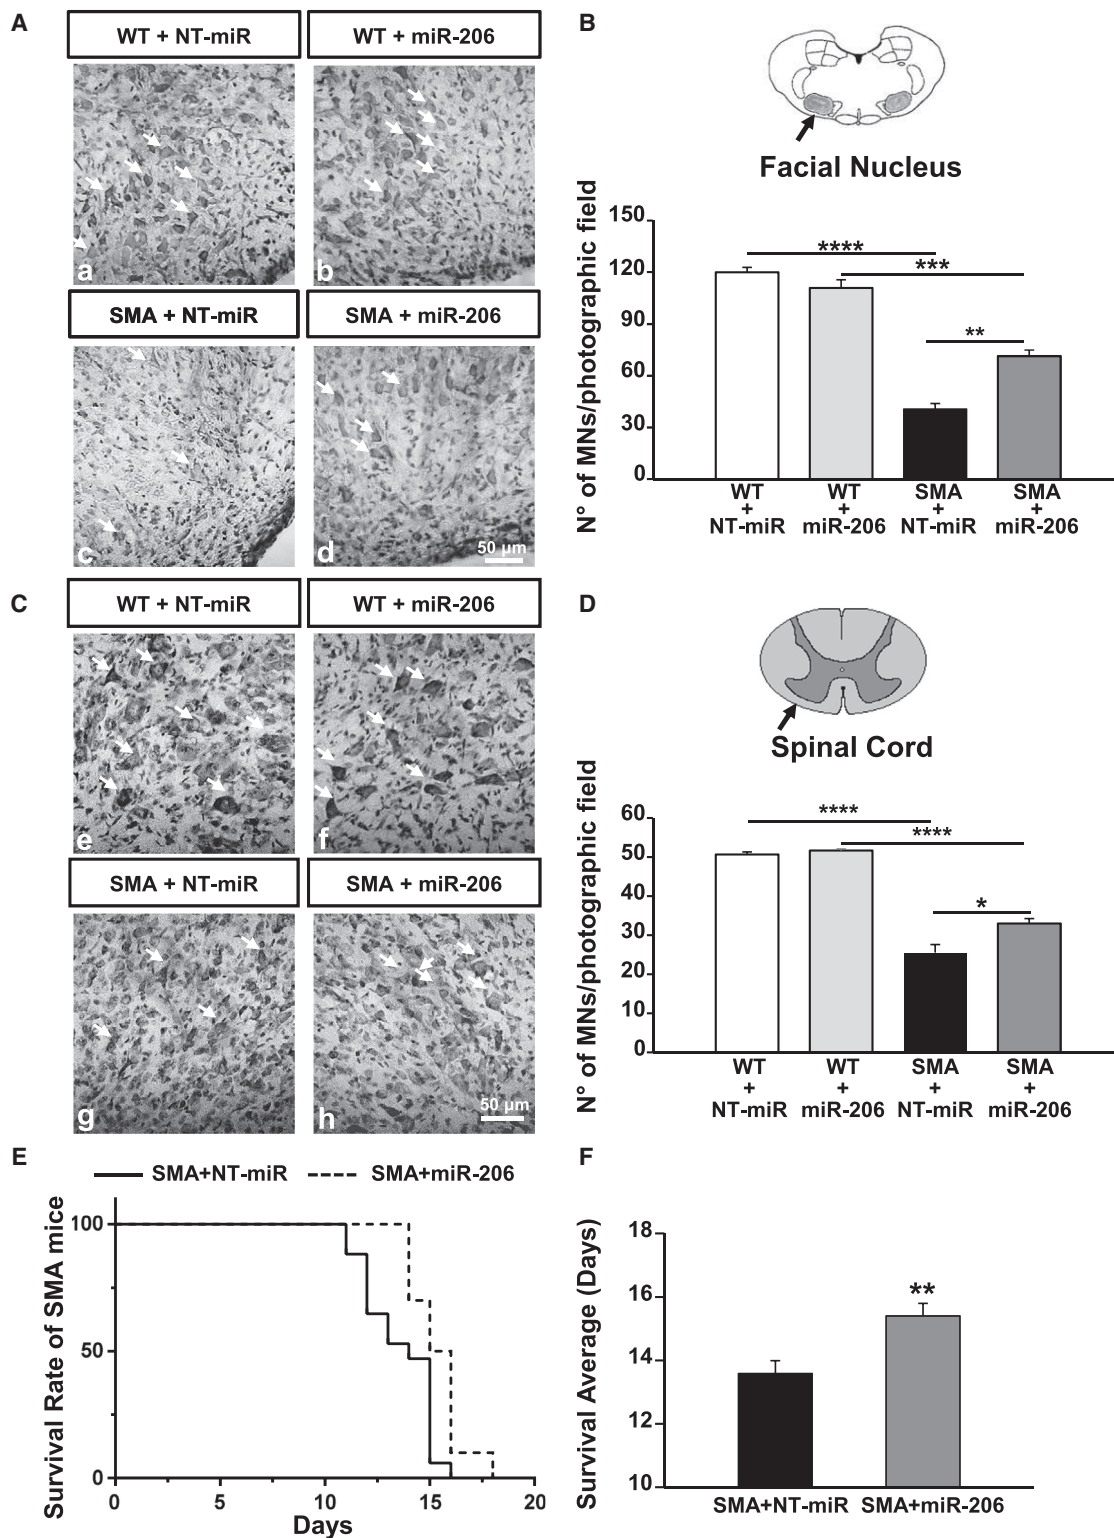 A
WT + NT-miR
WT + miR-206
a
b
SMA + NT-miR
SMA + miR-206
c
d
50 µm
B
Facial Nucleus
N° of MNs/photographic field
150
120
90
60
30
0
****
***
**
WT
+
NT-miR
WT
+
miR-206
SMA
+
NT-miR
SMA
+
miR-206
C
WT + NT-miR
WT + miR-206
e
f
SMA + NT-miR
SMA + miR-206
g
h
50 µm
D
Spinal Cord
N° of MNs/photographic field
60
50
40
30
20
10
0
****
****
*
WT
+
NT-miR
WT
+
miR-206
SMA
+
NT-miR
SMA
+
miR-206
E
SMA+NT-miR
SMA+miR-206
Survival Rate of SMA mice
100
50
0
0
5
10
15
20
Days
F
Survival Average (Days)
18
16
14
12
10
**
SMA+NT-miR
SMA+miR-206